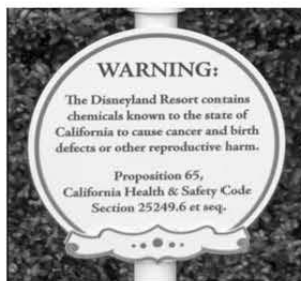 WARNING:
The Disneyland Resort contains
chemicals known to the state of
California to cause cancer and birth
defects or other reproductive harm.
Proposition 65,
California Health & Safety Code
Section 25249.6 et seq.